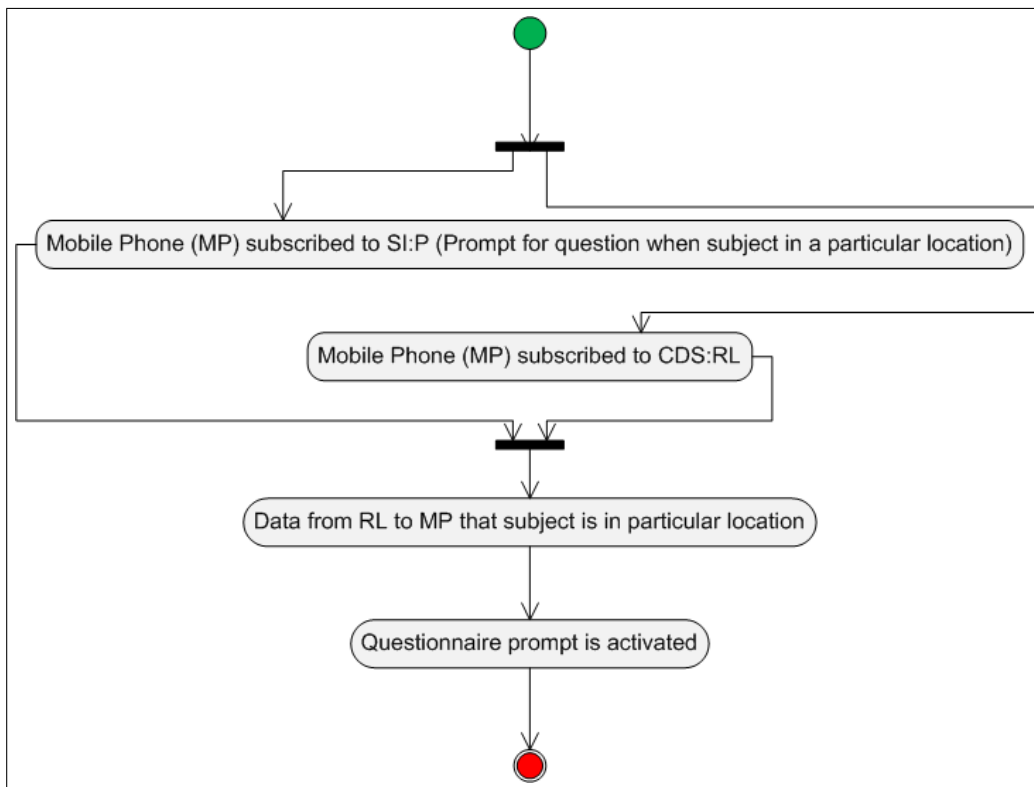 Mobile Phone (MP) subscribed to SI:P (Prompt for question when subject in a particular location)
Mobile Phone (MP) subscribed to CDS:RL
Data from RL to MP that subject is in particular location
Questionnaire prompt is activated